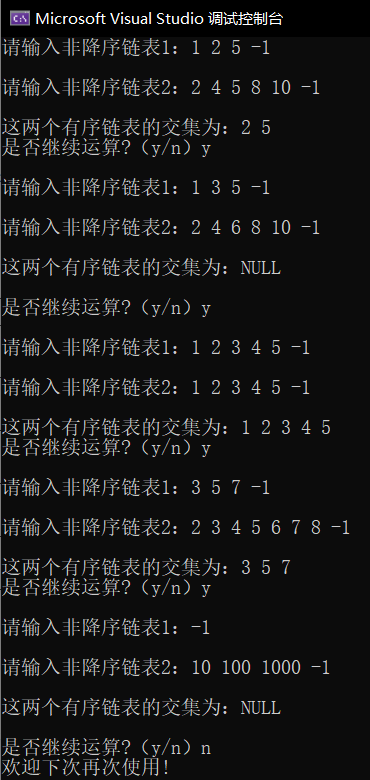 Microsoft Visual Studio 调试控制台
请输入非降序链表1：1 2 5 -1
请输入非降序链表2：2 4 5 8 10 -1
这两个有序链表的交集为：2 5
是否继续运算?（y/n）y
请输入非降序链表1：1 3 5 -1
请输入非降序链表2：2 4 6 8 10 -1
这两个有序链表的交集为：NULL
是否继续运算?（y/n）y
请输入非降序链表1：1 2 3 4 5 -1
请输入非降序链表2：1 2 3 4 5 -1
这两个有序链表的交集为：1 2 3 4 5
是否继续运算?（y/n）y
请输入非降序链表1：3 5 7 -1
请输入非降序链表2：2 3 4 5 6 7 8 -1
这两个有序链表的交集为：3 5 7
是否继续运算?（y/n）y
请输入非降序链表1：-1
请输入非降序链表2：10 100 1000 -1
这两个有序链表的交集为：NULL
是否继续运算?（y/n）n
欢迎下次再次使用!